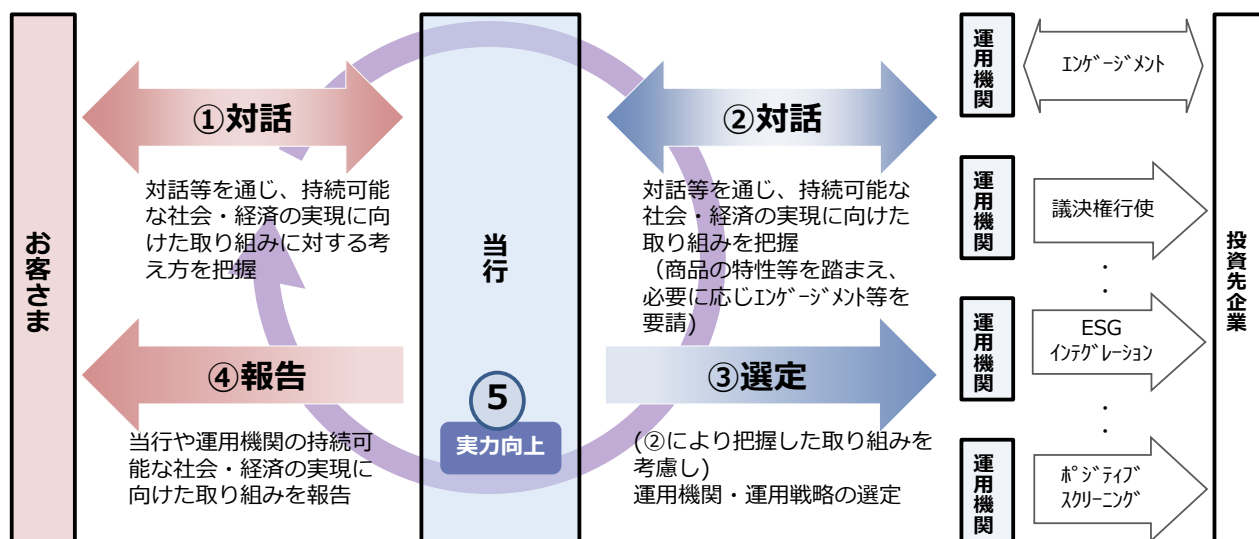 お客さま
①対話
対話等を通じ、持続可能
な社会・経済の実現に向
けた取り組みに対する考
え方を把握
④報告
当行や運用機関の持続可
能な社会・経済の実現に
向けた取り組みを報告
当行
5
実力向上
②対話
対話等を通じ、持続可能な
社会・経済の実現に向けた
取り組みを把握
（商品の特性等を踏まえ、
必要に応じｴﾝｹﾞｰｼﾞﾒﾝﾄ等を
要請)
③選定
(②により把握した取り組みを
考慮し)
運用機関・運用戦略の選定
運用機関
ｴﾝｹﾞｰｼﾞﾒﾝﾄ
運用機関
議決権行使
運用機関
ESG
ｲﾝﾃｸﾞﾚｰｼｮﾝ
運用機関
ﾎﾟｼﾞﾃｨﾌﾞ
ｽｸﾘｰﾆﾝｸﾞ
投資先企業